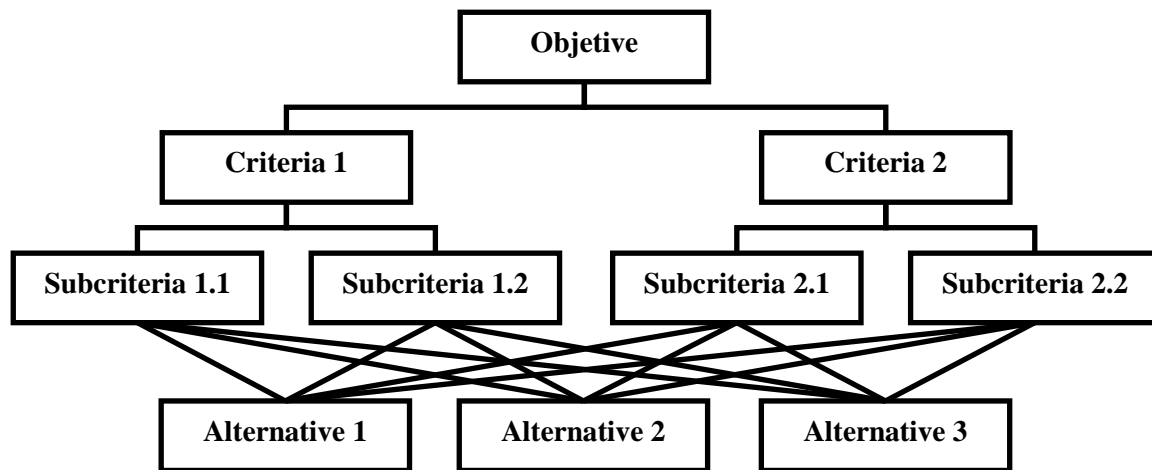 Objetive
Criteria 1
Criteria 2
Subcriteria 1.1
Subcriteria 1.2
Subcriteria 2.1
Subcriteria 2.2
Alternative 1
Alternative 2
Alternative 3